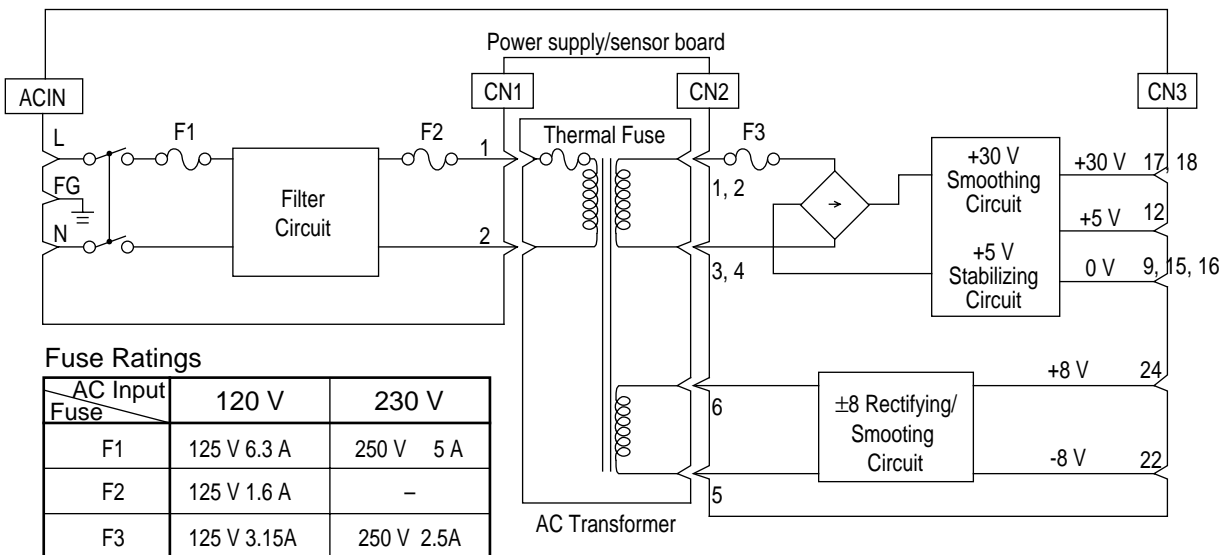 Power supply/sensor board
ACIN
CN1
CN2
CN3
L
F1
F2
1
Thermal Fuse
F3
FG
N
Filter
Circuit
2
1, 2
3, 4
+30 V
Smoothing
Circuit
+5 V
Stabilizing
Circuit
+30 V
17, 18
+5 V
12
0 V
9, 15, 16
6
5
±8 Rectifying/
Smooting
Circuit
+8 V
24
-8 V
22
AC Transformer
Fuse Ratings
AC Input
Fuse
120 V
230 V
F1
125 V 6.3 A
250 V 5 A
F2
125 V 1.6 A
–
F3
125 V 3.15A
250 V 2.5A